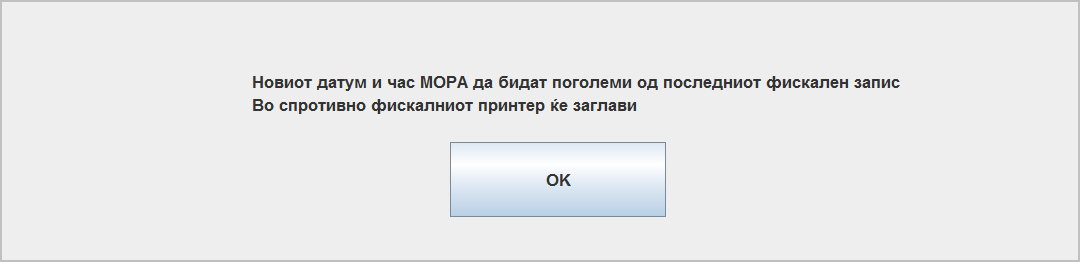 Новиот датум и час МОРА да бидат поголеми од последниот фискален запис
Во спротивно фискалниот принтер ќе заглави
OK